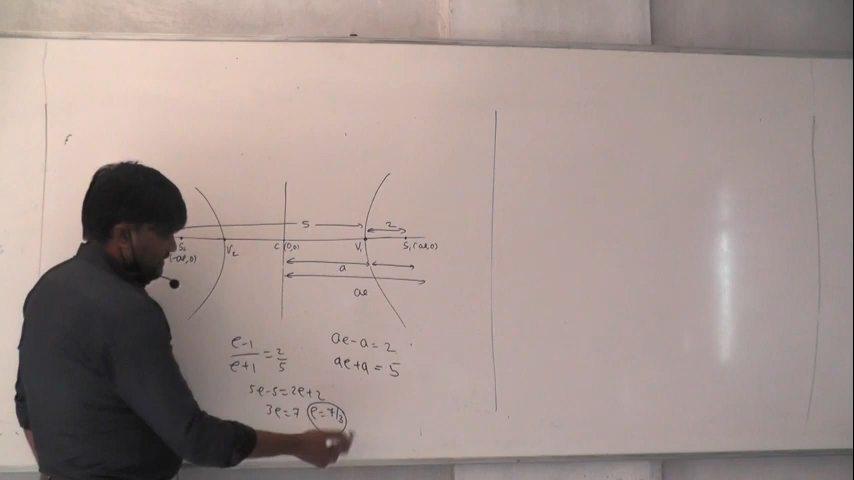 5
2
S₂
(-ae,0)
V₂
C (0,0)
V₁
S₁(-ae,0)
a
ae
e-1/e+1 = 2/5
ae-a=2
ae+a=5
5e-5=2e+2
3e=7 e=7/3